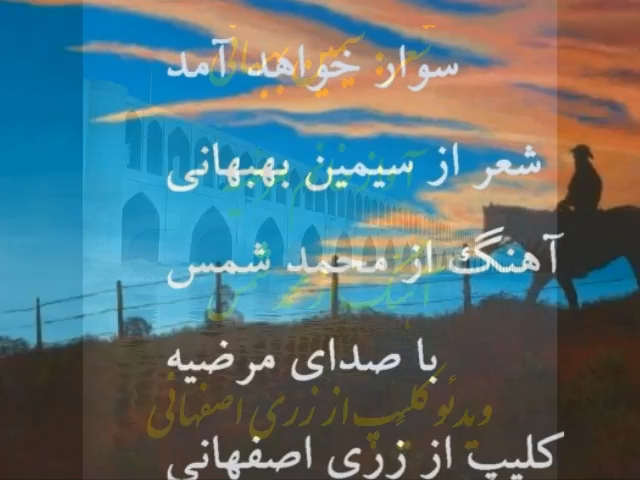 سوار خواهد آمد
شعر از سیمین بهبهانی
آهنگ از محمد شمس
با صدای مرضیه
ویدئو کلیپ از زری اصفهانی
کلیپ از زری اصفهانی